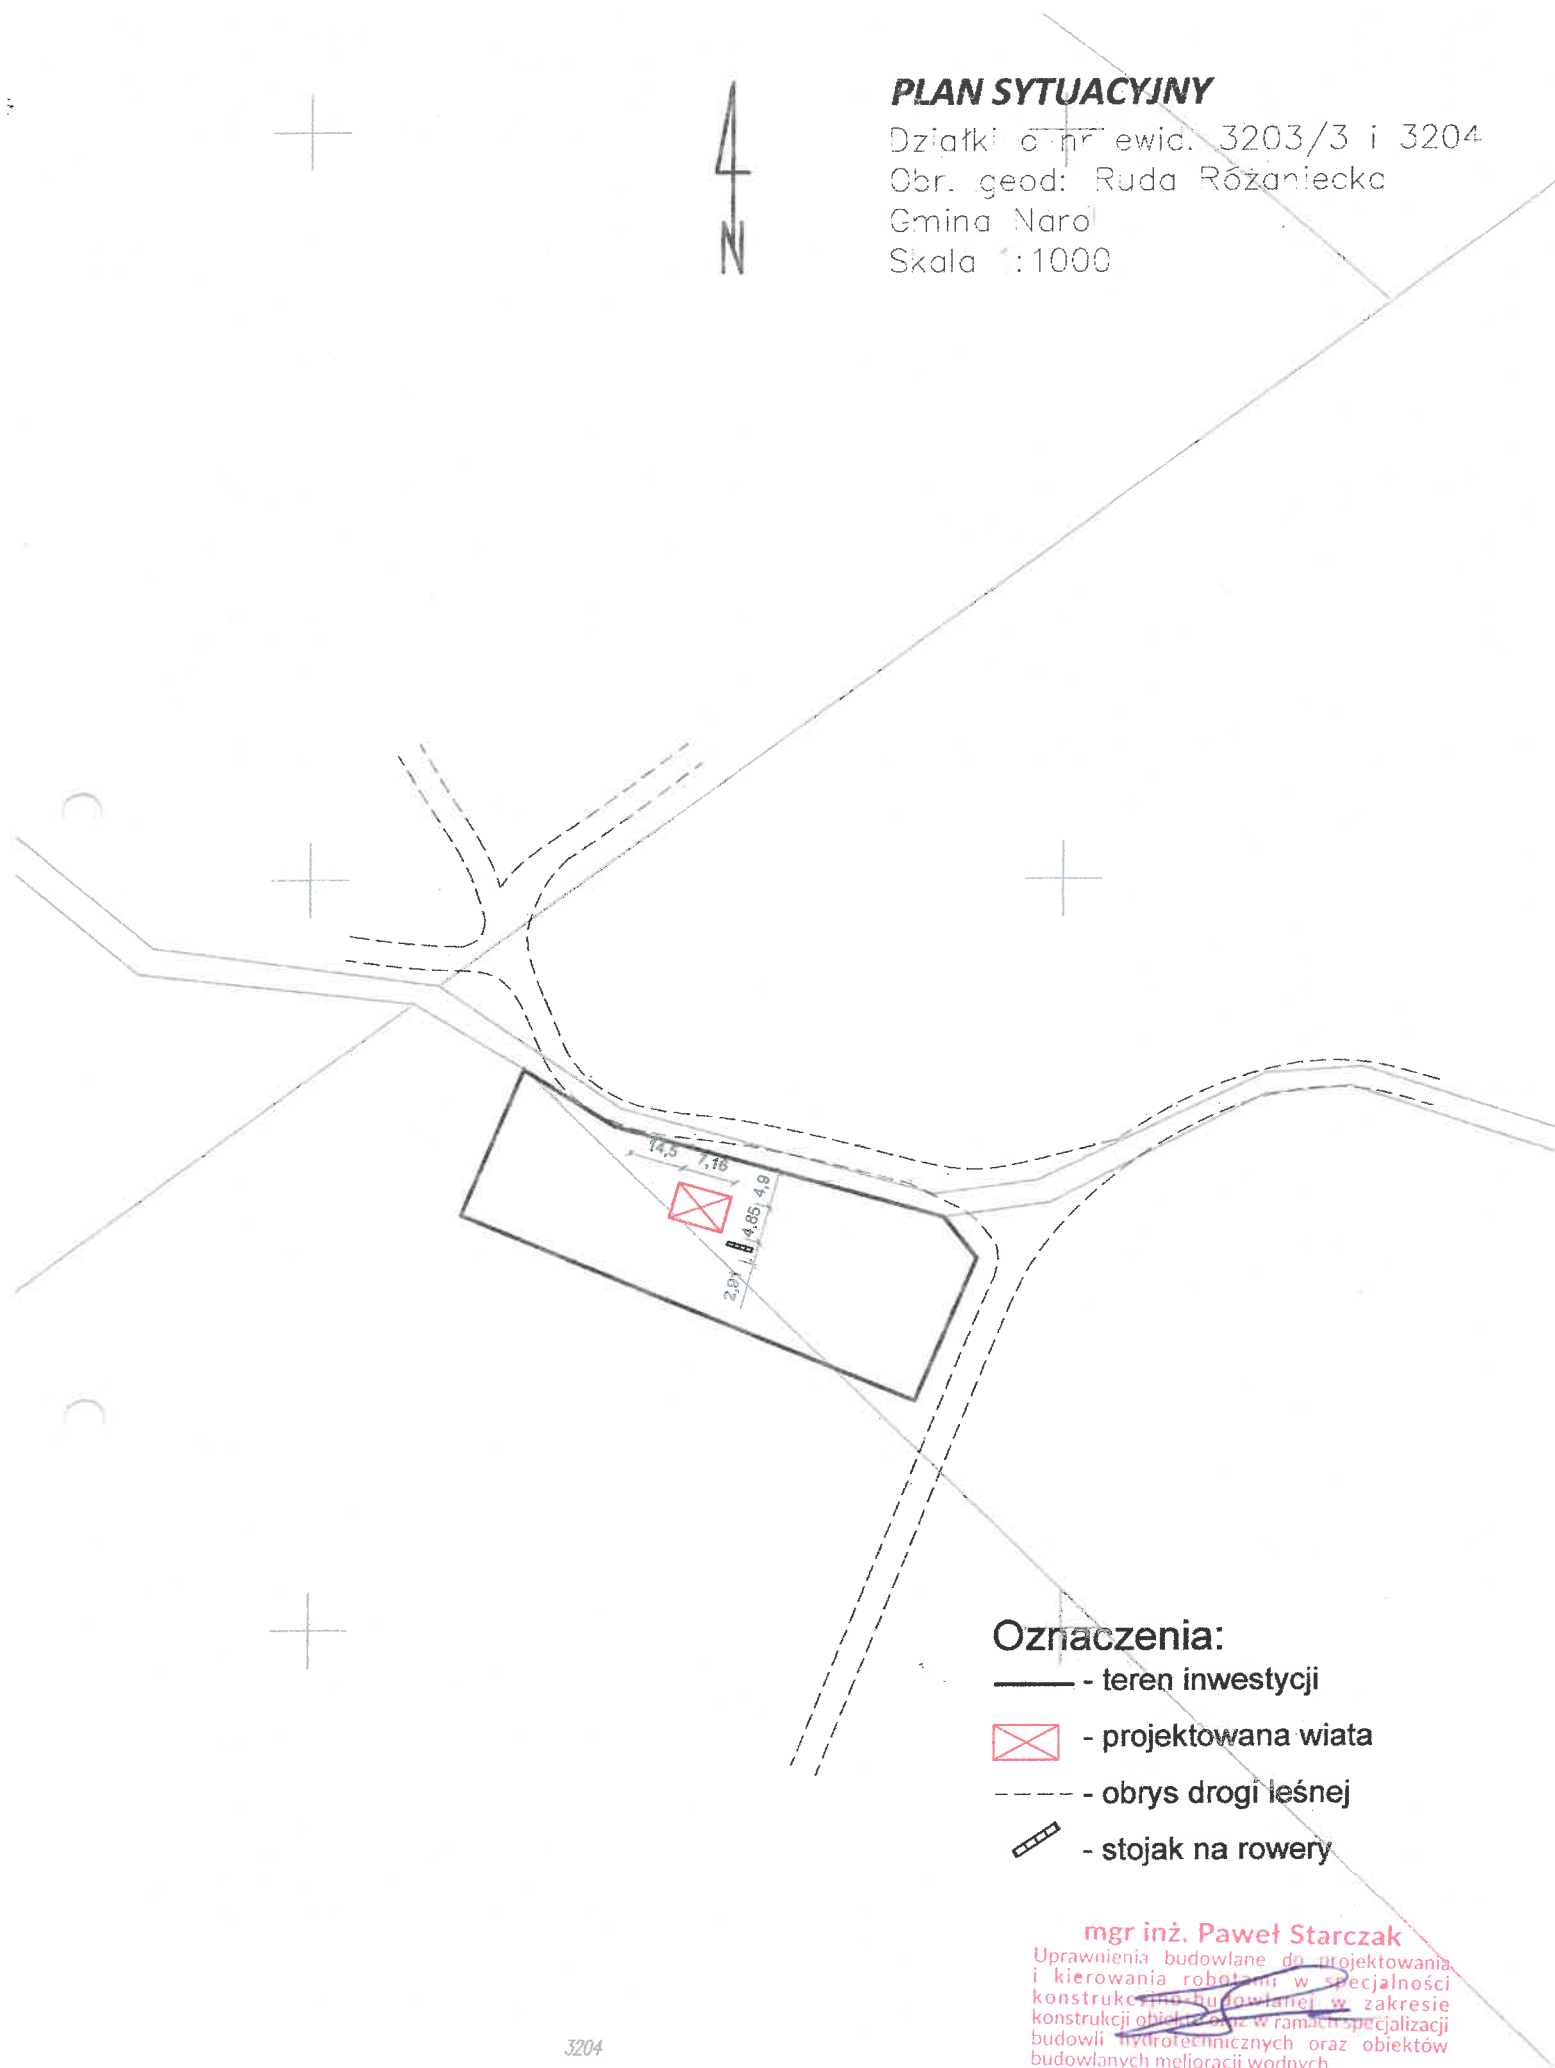 PLAN SYTUACYJNY
Działki o nr ewid. 3203/3 i 3204
Obr. geod: Ruda Różaniecka
Gmina Narol
Skala 1:1000
14,5
7,16
4,9
4,85
2,91
Oznaczenia:
- teren inwestycji
- projektowana wiata
- obrys drogi leśnej
- stojak na rowery
mgr inż. Paweł Starczak
Uprawnienia budowlane do projektowania
i kierowania robotami w specjalności
konstrukcyjno-budowlanej w zakresie
konstrukcji obiektu oraz w ramach specjalizacji
budowli hydrotechnicznych oraz obiektów
budowlanych melioracji wodnych
3204
N